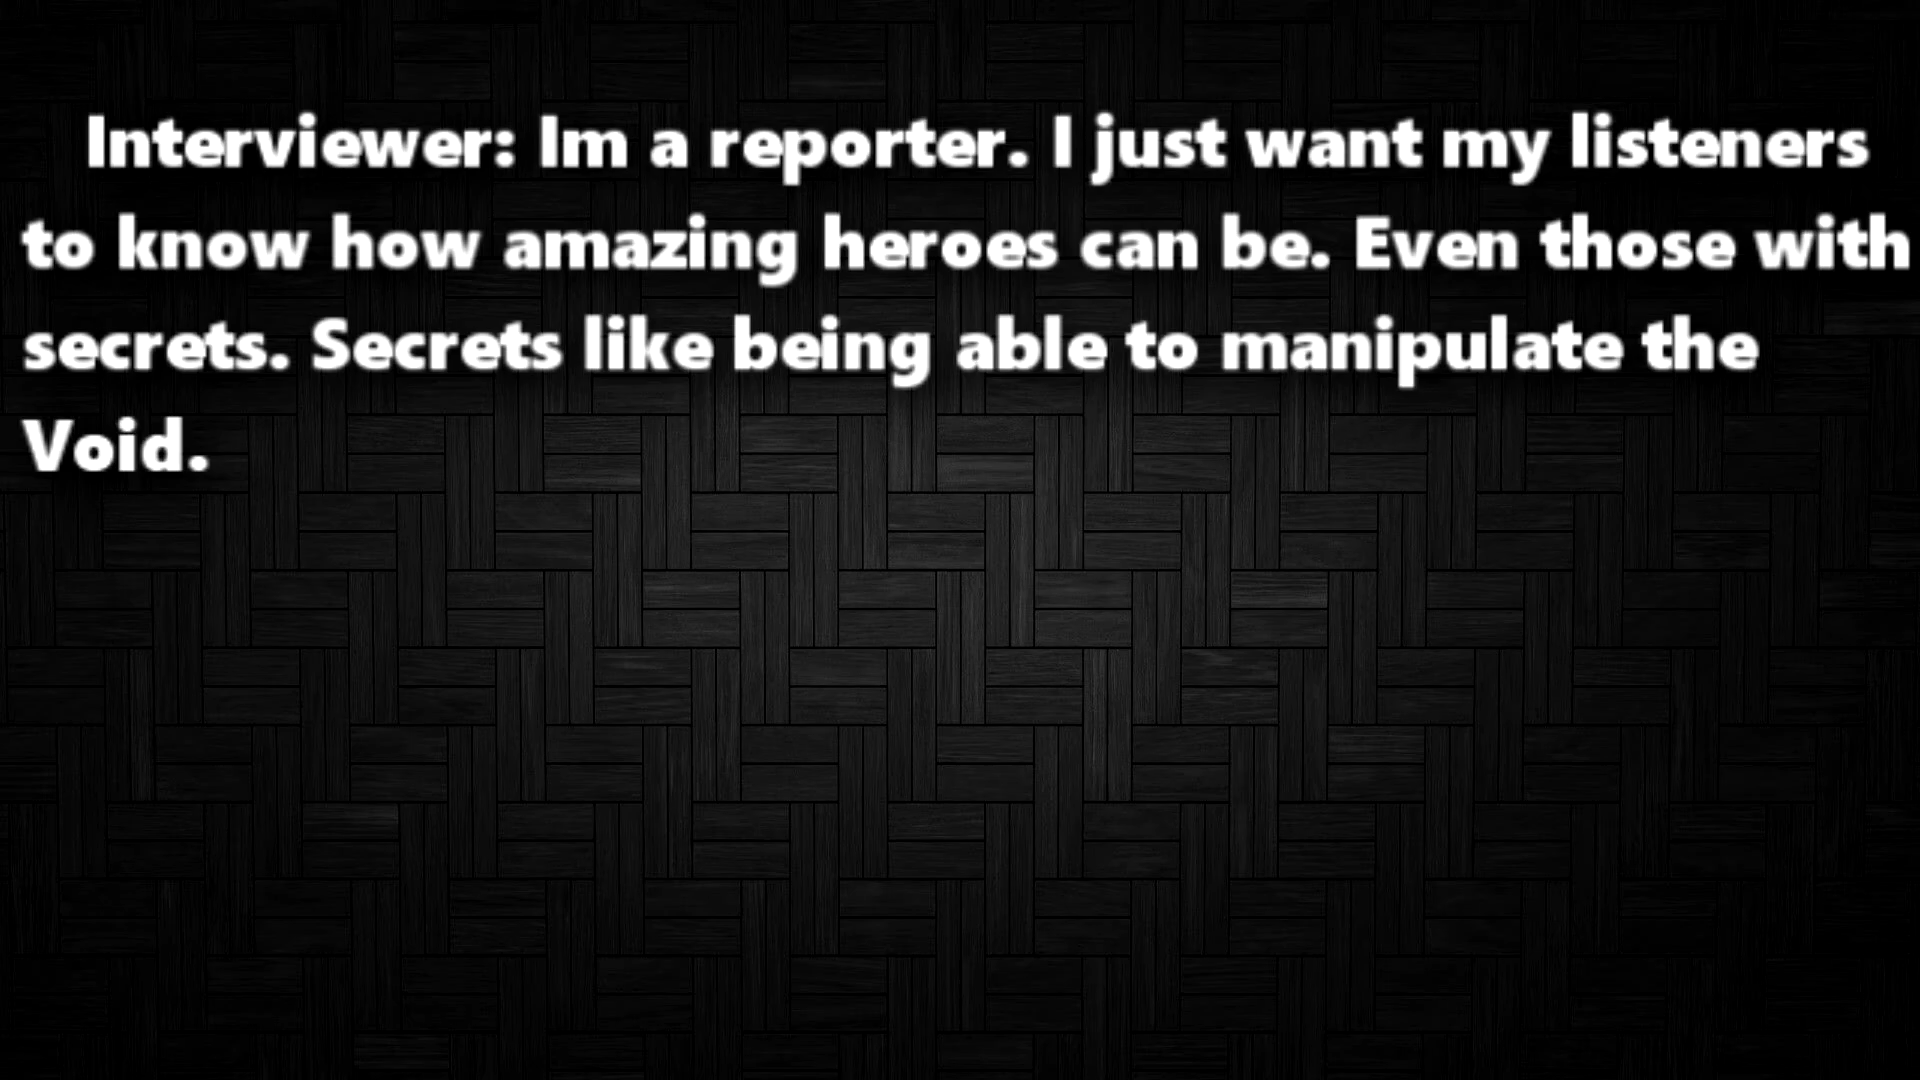 Interviewer: Im a reporter. I just want my listeners
to know how amazing heroes can be. Even those with
secrets. Secrets like being able to manipulate the
Void.